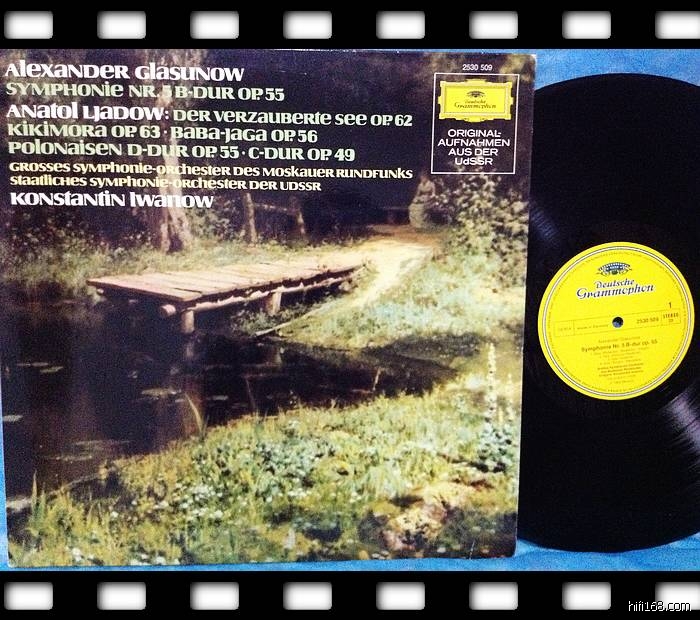 Alexander Glasunow
Symphonie Nr. 5 B-dur op. 55
Anatol Ljadow: Der verzauberte See op. 62
Kikimora op. 63 · Baba-Jaga op. 56
Polonaisen D-dur op. 55 · C-dur op. 49
Grosses Symphonie-Orchester des Moskauer Rundfunks
Staatliches Symphonie-Orchester der UdSSR
Konstantin Iwanow
2530 509
Deutsche
Grammophon
ORIGINAL-
AUFNAHMEN
AUS DER
UdSSR
Deutsche
Grammophon
1
2530 509
STEREO
Symphonie Nr. 5 B-dur op. 55
hifi168.com